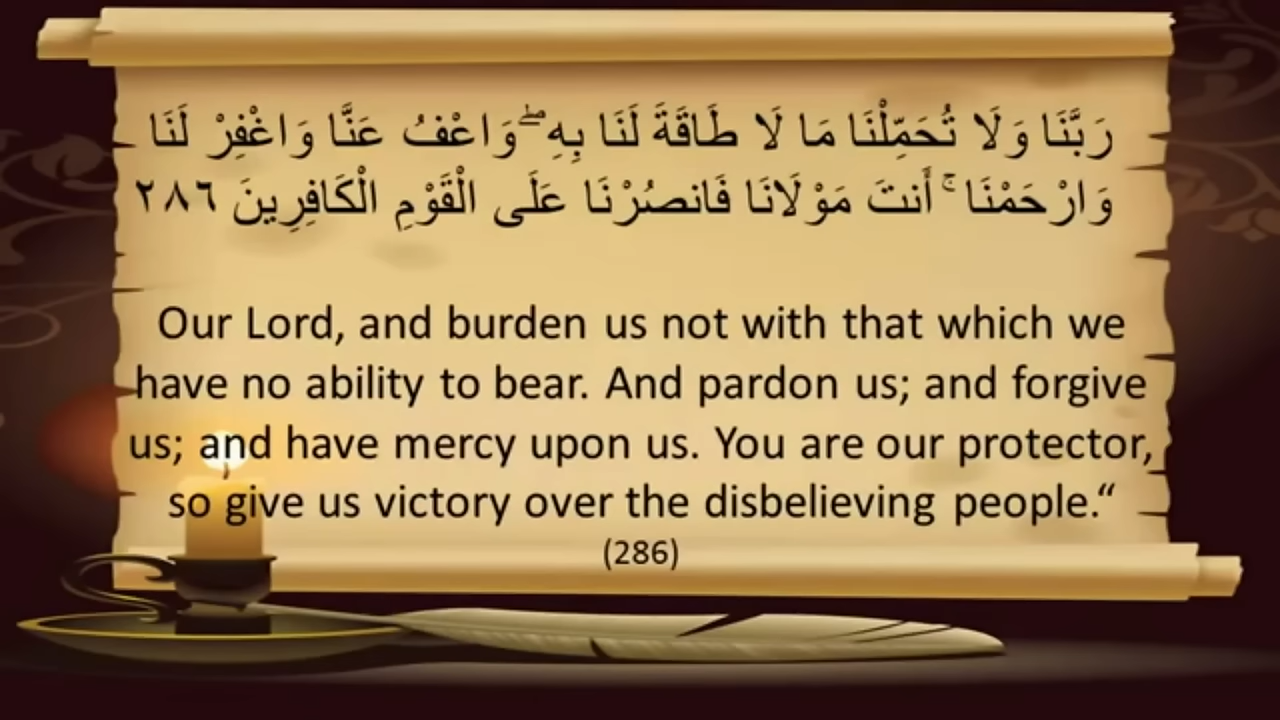 رَبَّنَا وَلَا تُحَمِّلْنَا مَا لَا طَاقَةَ لَنَا بِهِ ۖ وَاعْفُ عَنَّا وَاغْفِرْ لَنَا
وَارْحَمْنَا ۚ أَنتَ مَوْلَانَا فَانصُرْنَا عَلَى الْقَوْمِ الْكَافِرِينَ ٢٨٦
Our Lord, and burden us not with that which we
have no ability to bear. And pardon us; and forgive
us; and have mercy upon us. You are our protector,
so give us victory over the disbelieving people.“
(286)